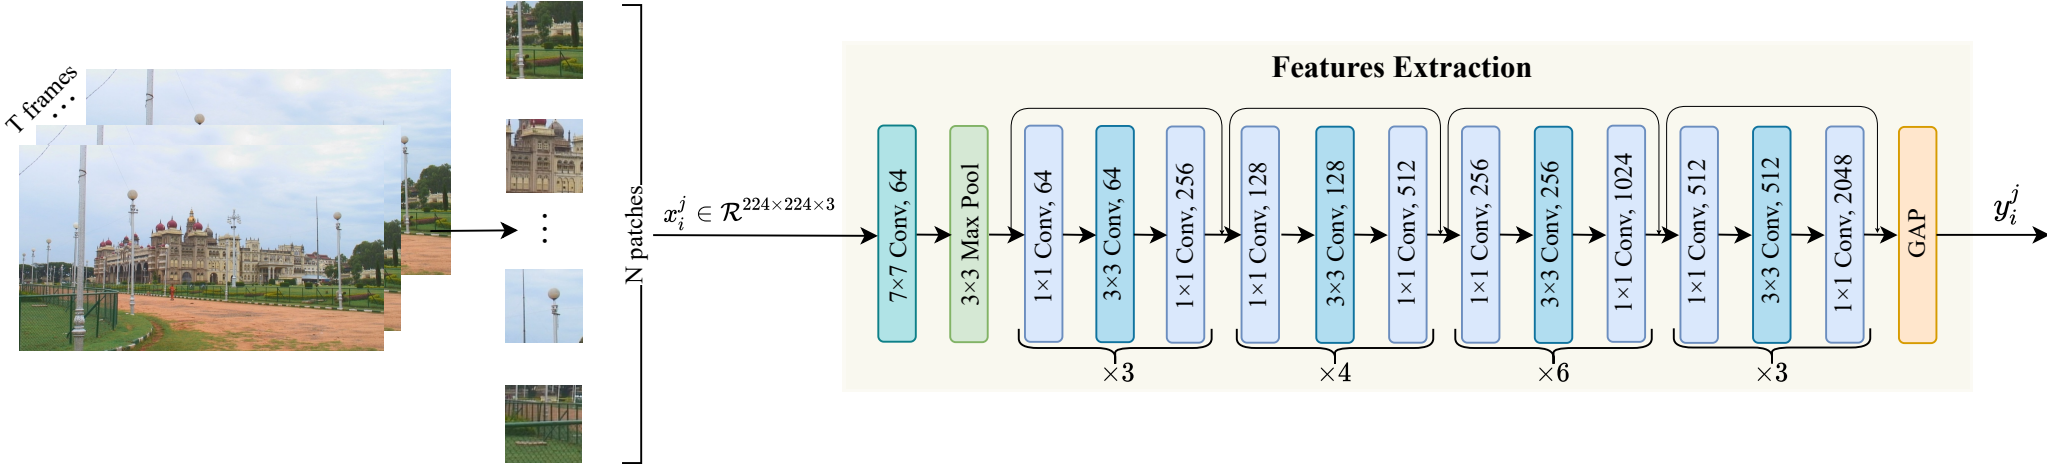 T frames
N patches
x_i^j ∈ R^{224×224×3}
Features Extraction
7×7 Conv, 64
3×3 Max Pool
1×1 Conv, 64
3×3 Conv, 64
1×1 Conv, 256
×3
1×1 Conv, 128
3×3 Conv, 128
1×1 Conv, 512
×4
1×1 Conv, 256
3×3 Conv, 256
1×1 Conv, 1024
×6
1×1 Conv, 512
3×3 Conv, 512
1×1 Conv, 2048
×3
GAP
y_i^j